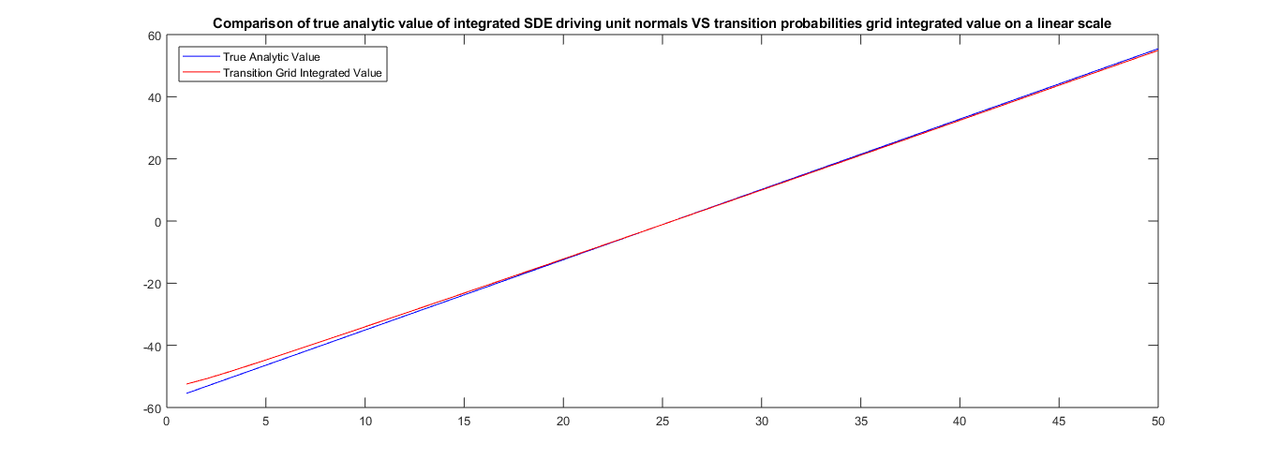 Comparison of true analytic value of integrated SDE driving unit normals VS transition probabilities grid integrated value on a linear scale
True Analytic Value
Transition Grid Integrated Value
60
40
20
0
-20
-40
-60
0 5 10 15 20 25 30 35 40 45 50